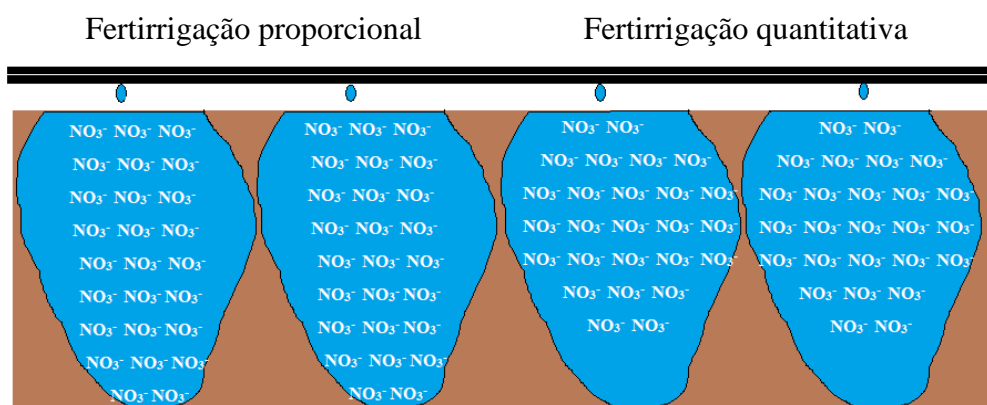 Fertirrigação proporcional Fertirrigação quantitativa
NO₃⁻ NO₃⁻ NO₃⁻ NO₃⁻ NO₃⁻ NO₃⁻ NO₃⁻ NO₃⁻ NO₃⁻ NO₃⁻
NO₃⁻ NO₃⁻ NO₃⁻ NO₃⁻ NO₃⁻ NO₃⁻ NO₃⁻ NO₃⁻ NO₃⁻ NO₃⁻ NO₃⁻ NO₃⁻ NO₃⁻ NO₃⁻
NO₃⁻ NO₃⁻ NO₃⁻ NO₃⁻ NO₃⁻ NO₃⁻ NO₃⁻ NO₃⁻ NO₃⁻ NO₃⁻ NO₃⁻ NO₃⁻ NO₃⁻ NO₃⁻ NO₃⁻ NO₃⁻
NO₃⁻ NO₃⁻ NO₃⁻ NO₃⁻ NO₃⁻ NO₃⁻ NO₃⁻ NO₃⁻ NO₃⁻ NO₃⁻ NO₃⁻ NO₃⁻ NO₃⁻ NO₃⁻ NO₃⁻ NO₃⁻
NO₃⁻ NO₃⁻ NO₃⁻ NO₃⁻ NO₃⁻ NO₃⁻ NO₃⁻ NO₃⁻ NO₃⁻ NO₃⁻ NO₃⁻ NO₃⁻ NO₃⁻ NO₃⁻ NO₃⁻ NO₃⁻
NO₃⁻ NO₃⁻ NO₃⁻ NO₃⁻ NO₃⁻ NO₃⁻ NO₃⁻ NO₃⁻ NO₃⁻ NO₃⁻ NO₃⁻ NO₃⁻
NO₃⁻ NO₃⁻ NO₃⁻ NO₃⁻ NO₃⁻ NO₃⁻ NO₃⁻ NO₃⁻ NO₃⁻ NO₃⁻
NO₃⁻ NO₃⁻ NO₃⁻ NO₃⁻ NO₃⁻ NO₃⁻
NO₃⁻ NO₃⁻ NO₃⁻ NO₃⁻